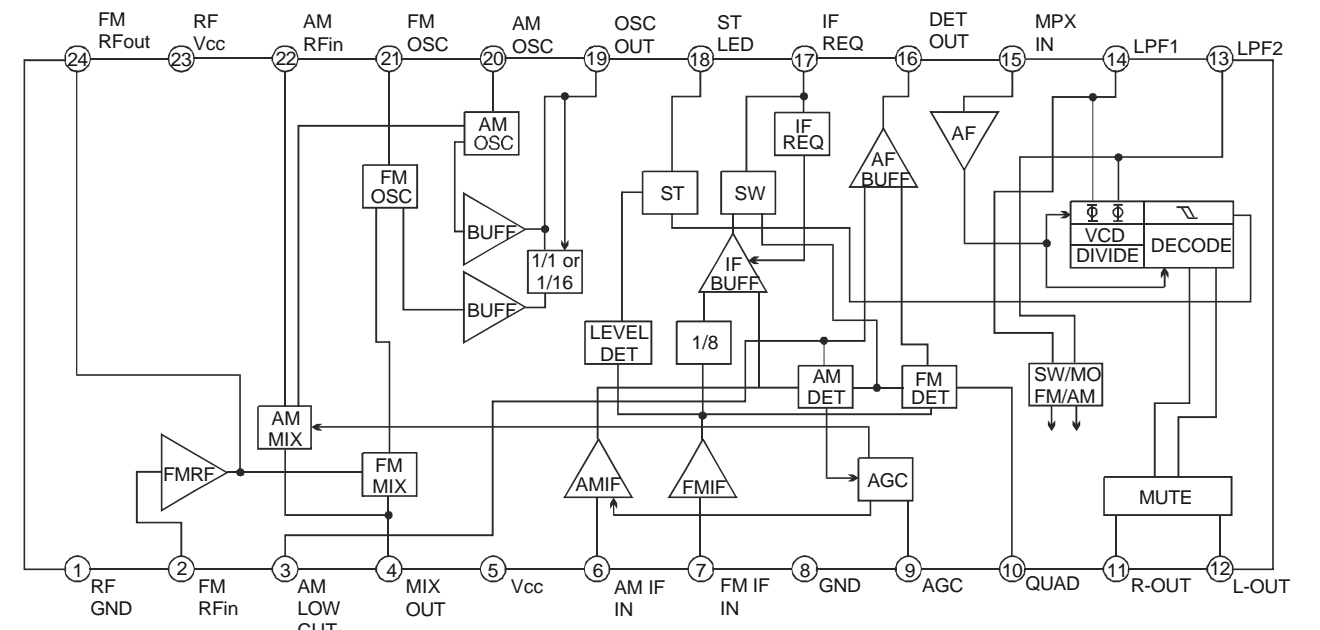 FM RF AM FM AM OSC ST IF DET MPX
RFout Vcc RFin OSC OSC OUT LED REQ OUT IN LPF1 LPF2
24 23 22 21 20 19 18 17 16 15 14 13
AM
OSC
IF
REQ
AF
FM
OSC
AF
BUFF
ST
SW
BUFF
VCD
DIVIDE
DECODE
1/1 or
1/16
IF
BUFF
BUFF
LEVEL
DET
1/8
AM
DET
FM
DET
SW/MO
FM/AM
AM
MIX
FMRF
FM
MIX
AMIF
FMIF
AGC
MUTE
1 2 3 4 5 6 7 8 9 10 11 12
RF FM AM MIX Vcc AM IF FM IF GND AGC QUAD R-OUT L-OUT
GND RFin LOW OUT IN IN